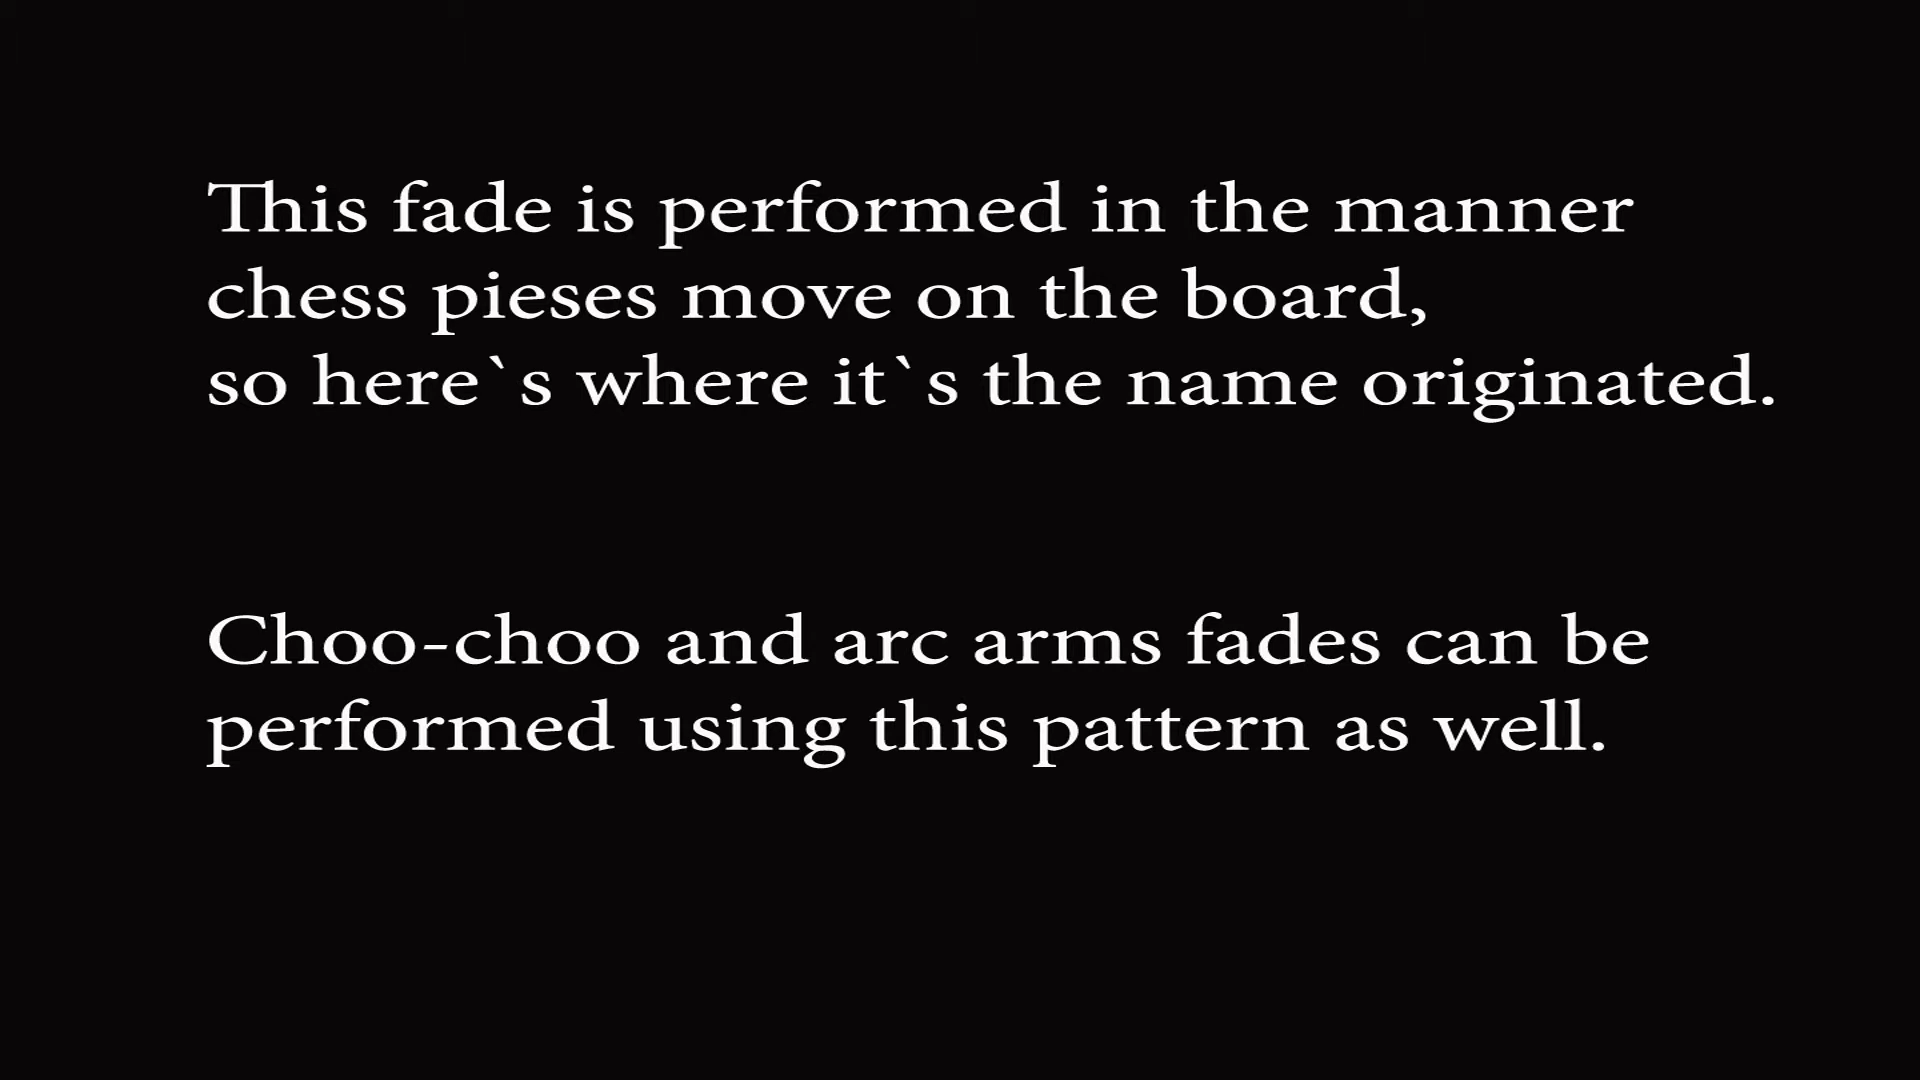 This fade is performed in the manner
chess pieses move on the board,
so here`s where it`s the name originated.
Choo-choo and arc arms fades can be
performed using this pattern as well.